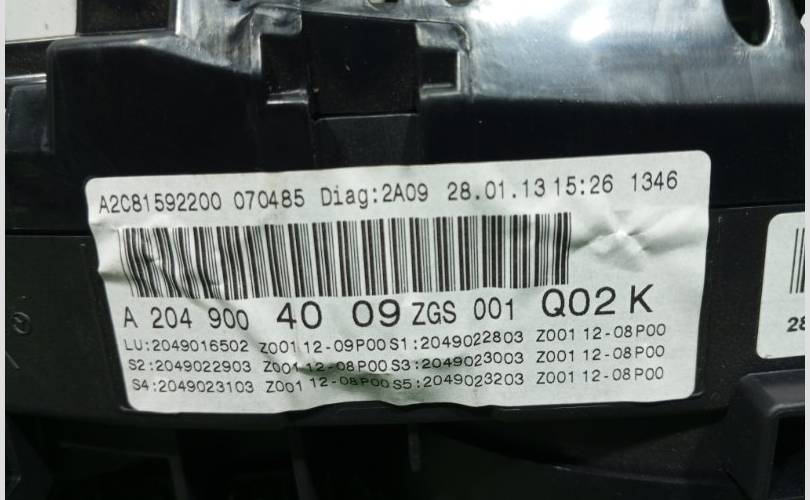 A2C81592200 070485 Diag:2A09 28.01.13 15:26 1346
A 204 900 40 09 ZGS 001 Q02 K
LU:2049016502 Z001 12-09P00 S1:2049022803 Z001 12-08P00
S2:2049022903 Z001 12-08P00 S3:2049023003 Z001 12-08P00
S4:2049023103 Z001 12-08P00 S5:2049023203 Z001 12-08P00
28